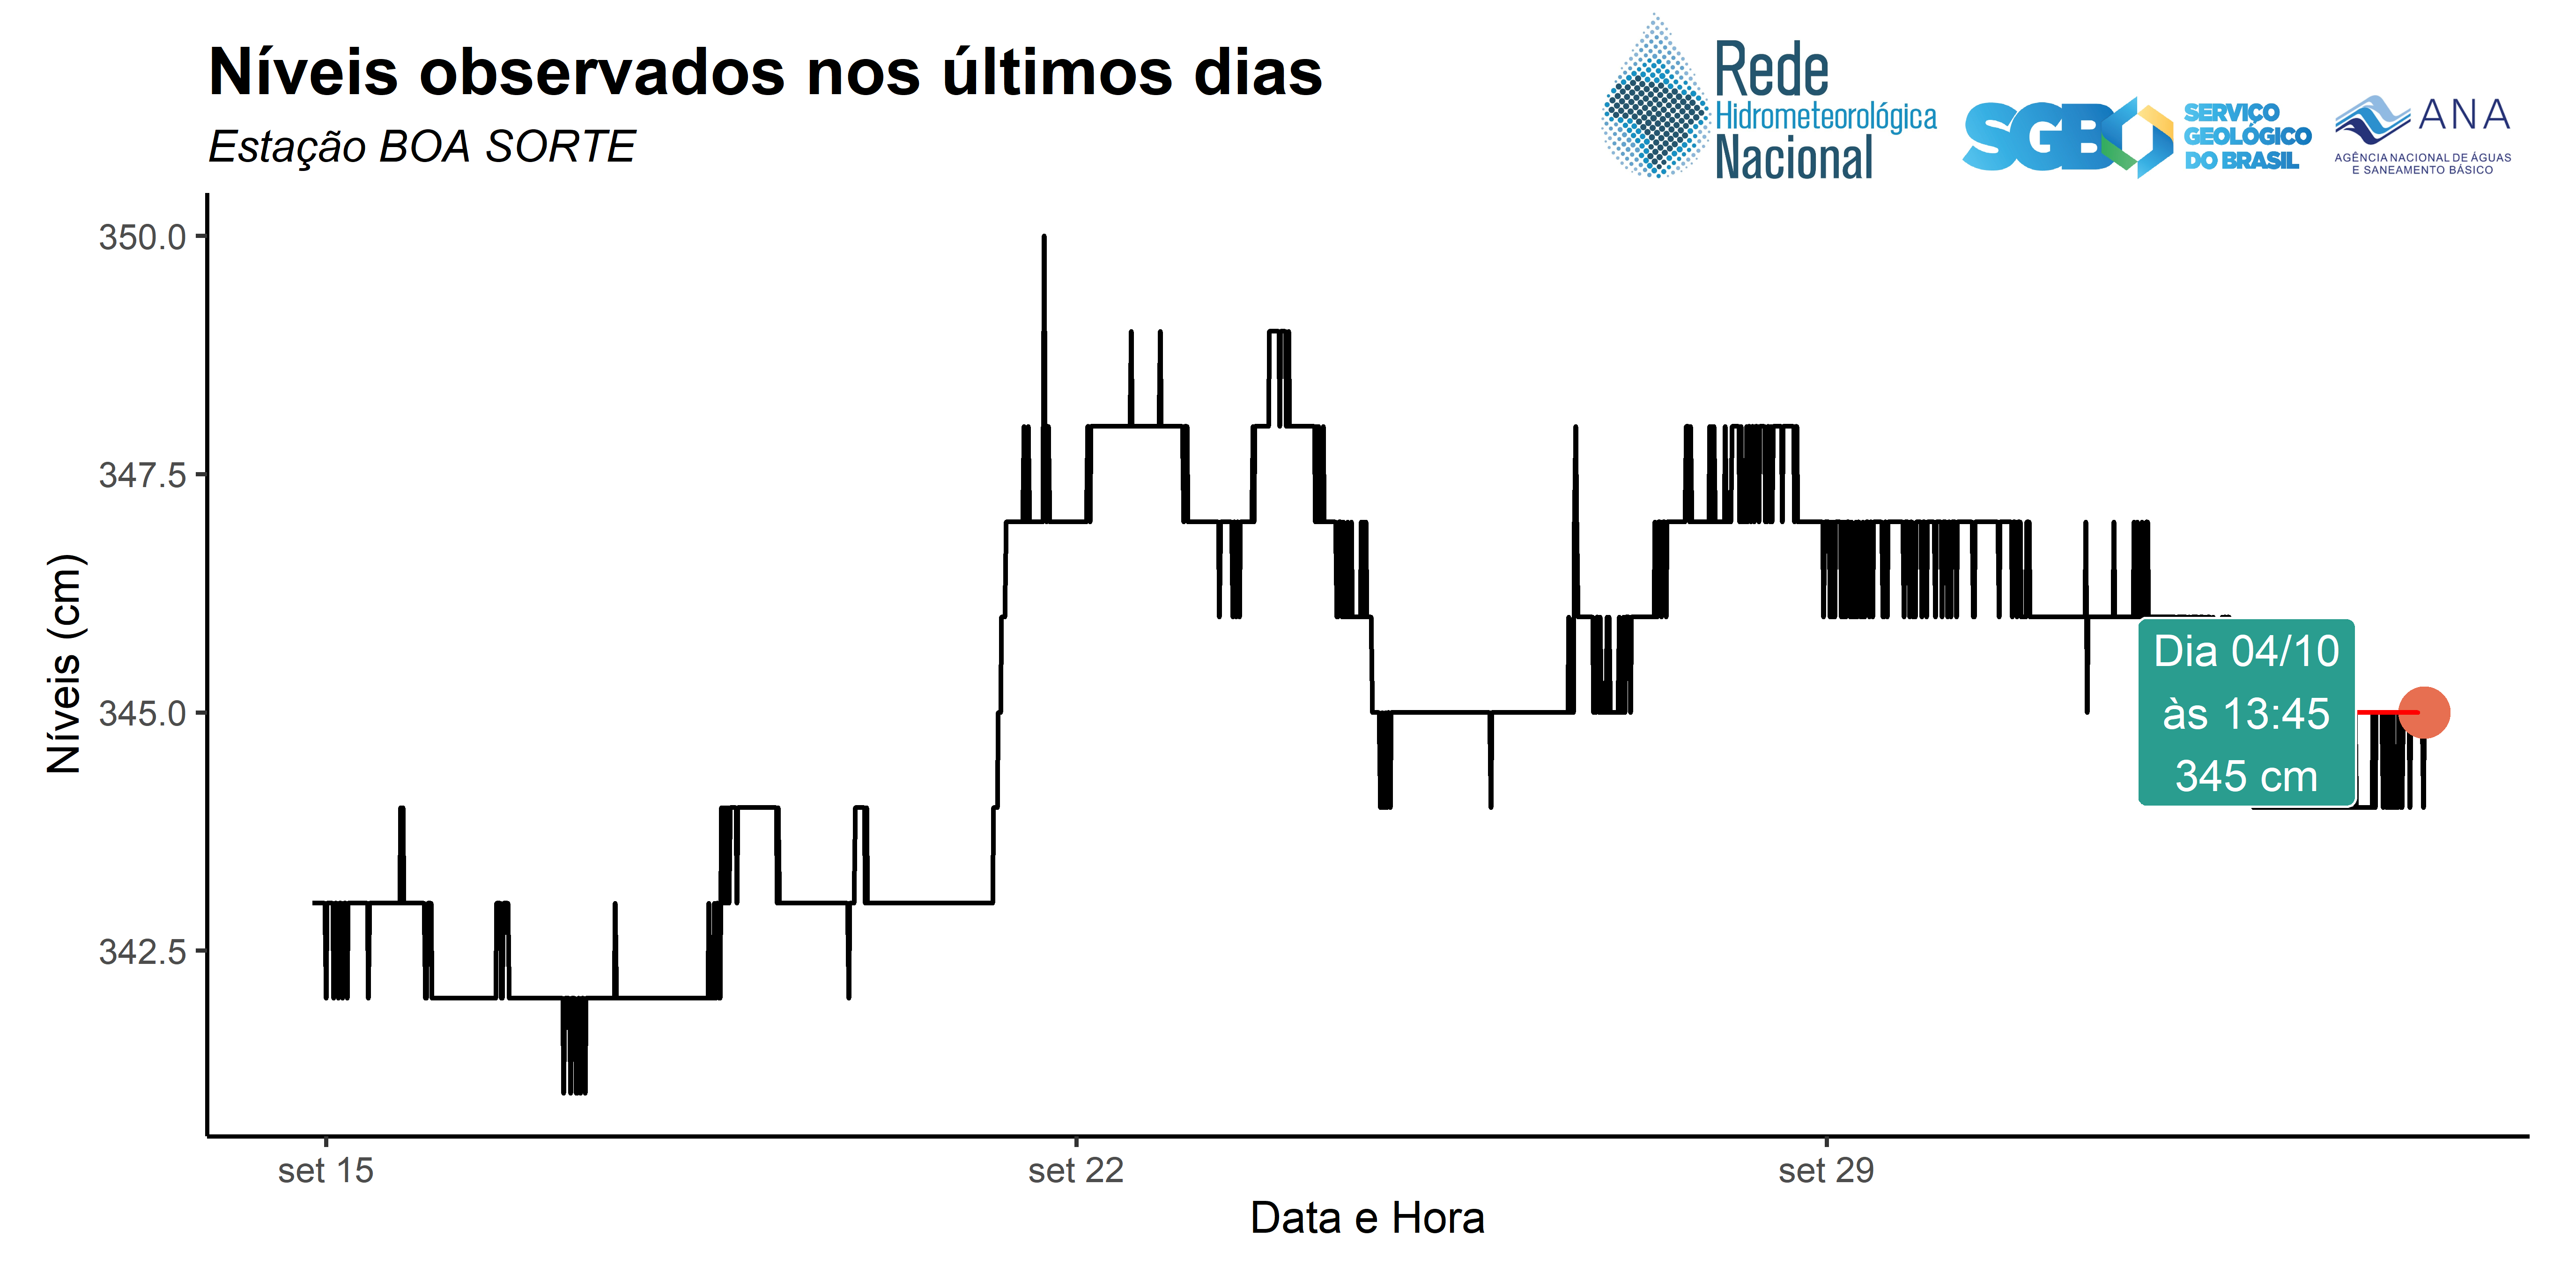 Níveis observados nos últimos dias
Estação BOA SORTE
Rede
Hidrometeorológica
Nacional
SGB
SERVIÇO
GEOLÓGICO
DO BRASIL
ANA
AGÊNCIA NACIONAL DE ÁGUAS
E SANEAMENTO BÁSICO
Níveis (cm)
350.0
347.5
345.0
342.5
Dia 04/10
às 13:45
345 cm
set 15
set 22
set 29
Data e Hora